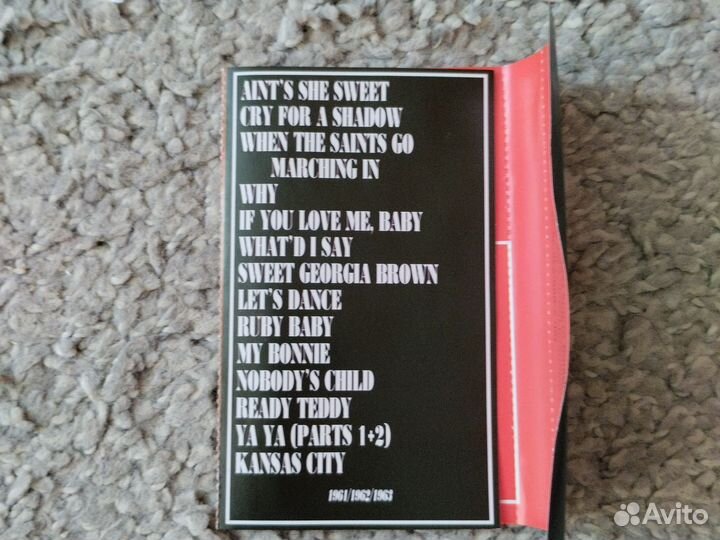 AINT'S SHE SWEET
CRY FOR A SHADOW
WHEN THE SAINTS GO
MARCHING IN
WHY
IF YOU LOVE ME, BABY
WHAT'D I SAY
SWEET GEORGIA BROWN
LET'S DANCE
RUBY BABY
MY BONNIE
NOBODY'S CHILD
READY TEDDY
YA YA (PARTS 1+2)
KANSAS CITY
1961/1962/1963
Avito